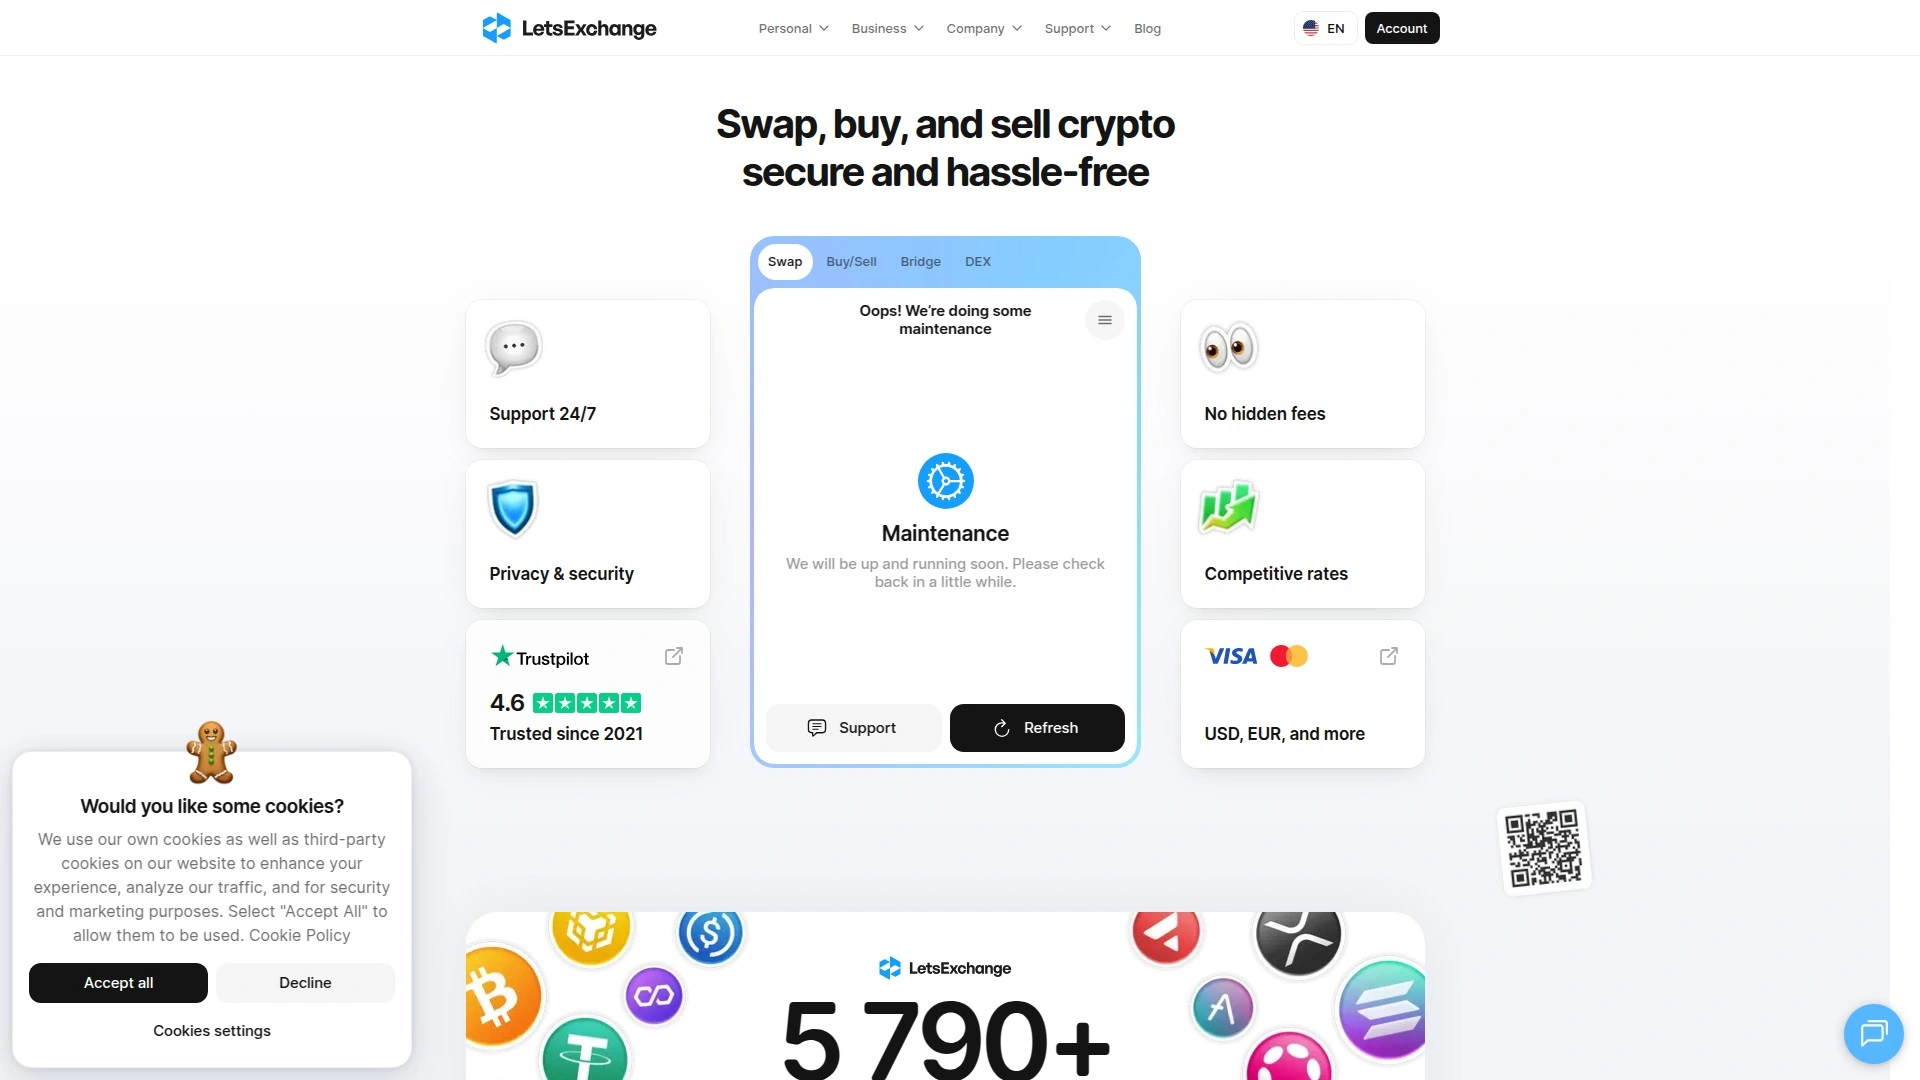 LetsExchange
Personal
Business
Company
Support
Blog
EN
Account
Swap, buy, and sell crypto
secure and hassle-free
Swap
Buy/Sell
Bridge
DEX
Oops! We're doing some
maintenance
Support 24/7
No hidden fees
Maintenance
We will be up and running soon. Please check
back in a little while.
Privacy & security
Competitive rates
Trustpilot
4.6
Trusted since 2021
Support
Refresh
VISA
USD, EUR, and more
Would you like some cookies?
We use our own cookies as well as third-party
cookies on our website to enhance your
experience, analyze our traffic, and for security
and marketing purposes. Select "Accept All" to
allow them to be used. Cookie Policy
Accept all
Decline
Cookies settings
LetsExchange
5 790+